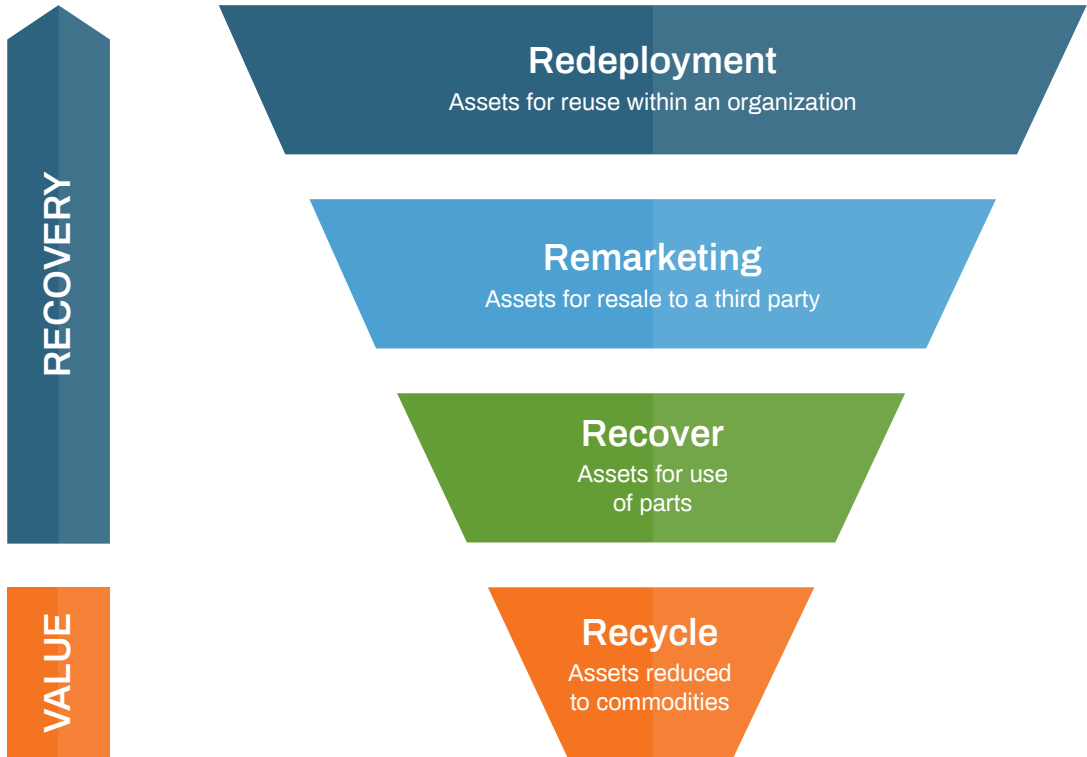 RECOVERY
VALUE
Redeployment
Assets for reuse within an organization
Remarketing
Assets for resale to a third party
Recover
Assets for use
of parts
Recycle
Assets reduced
to commodities